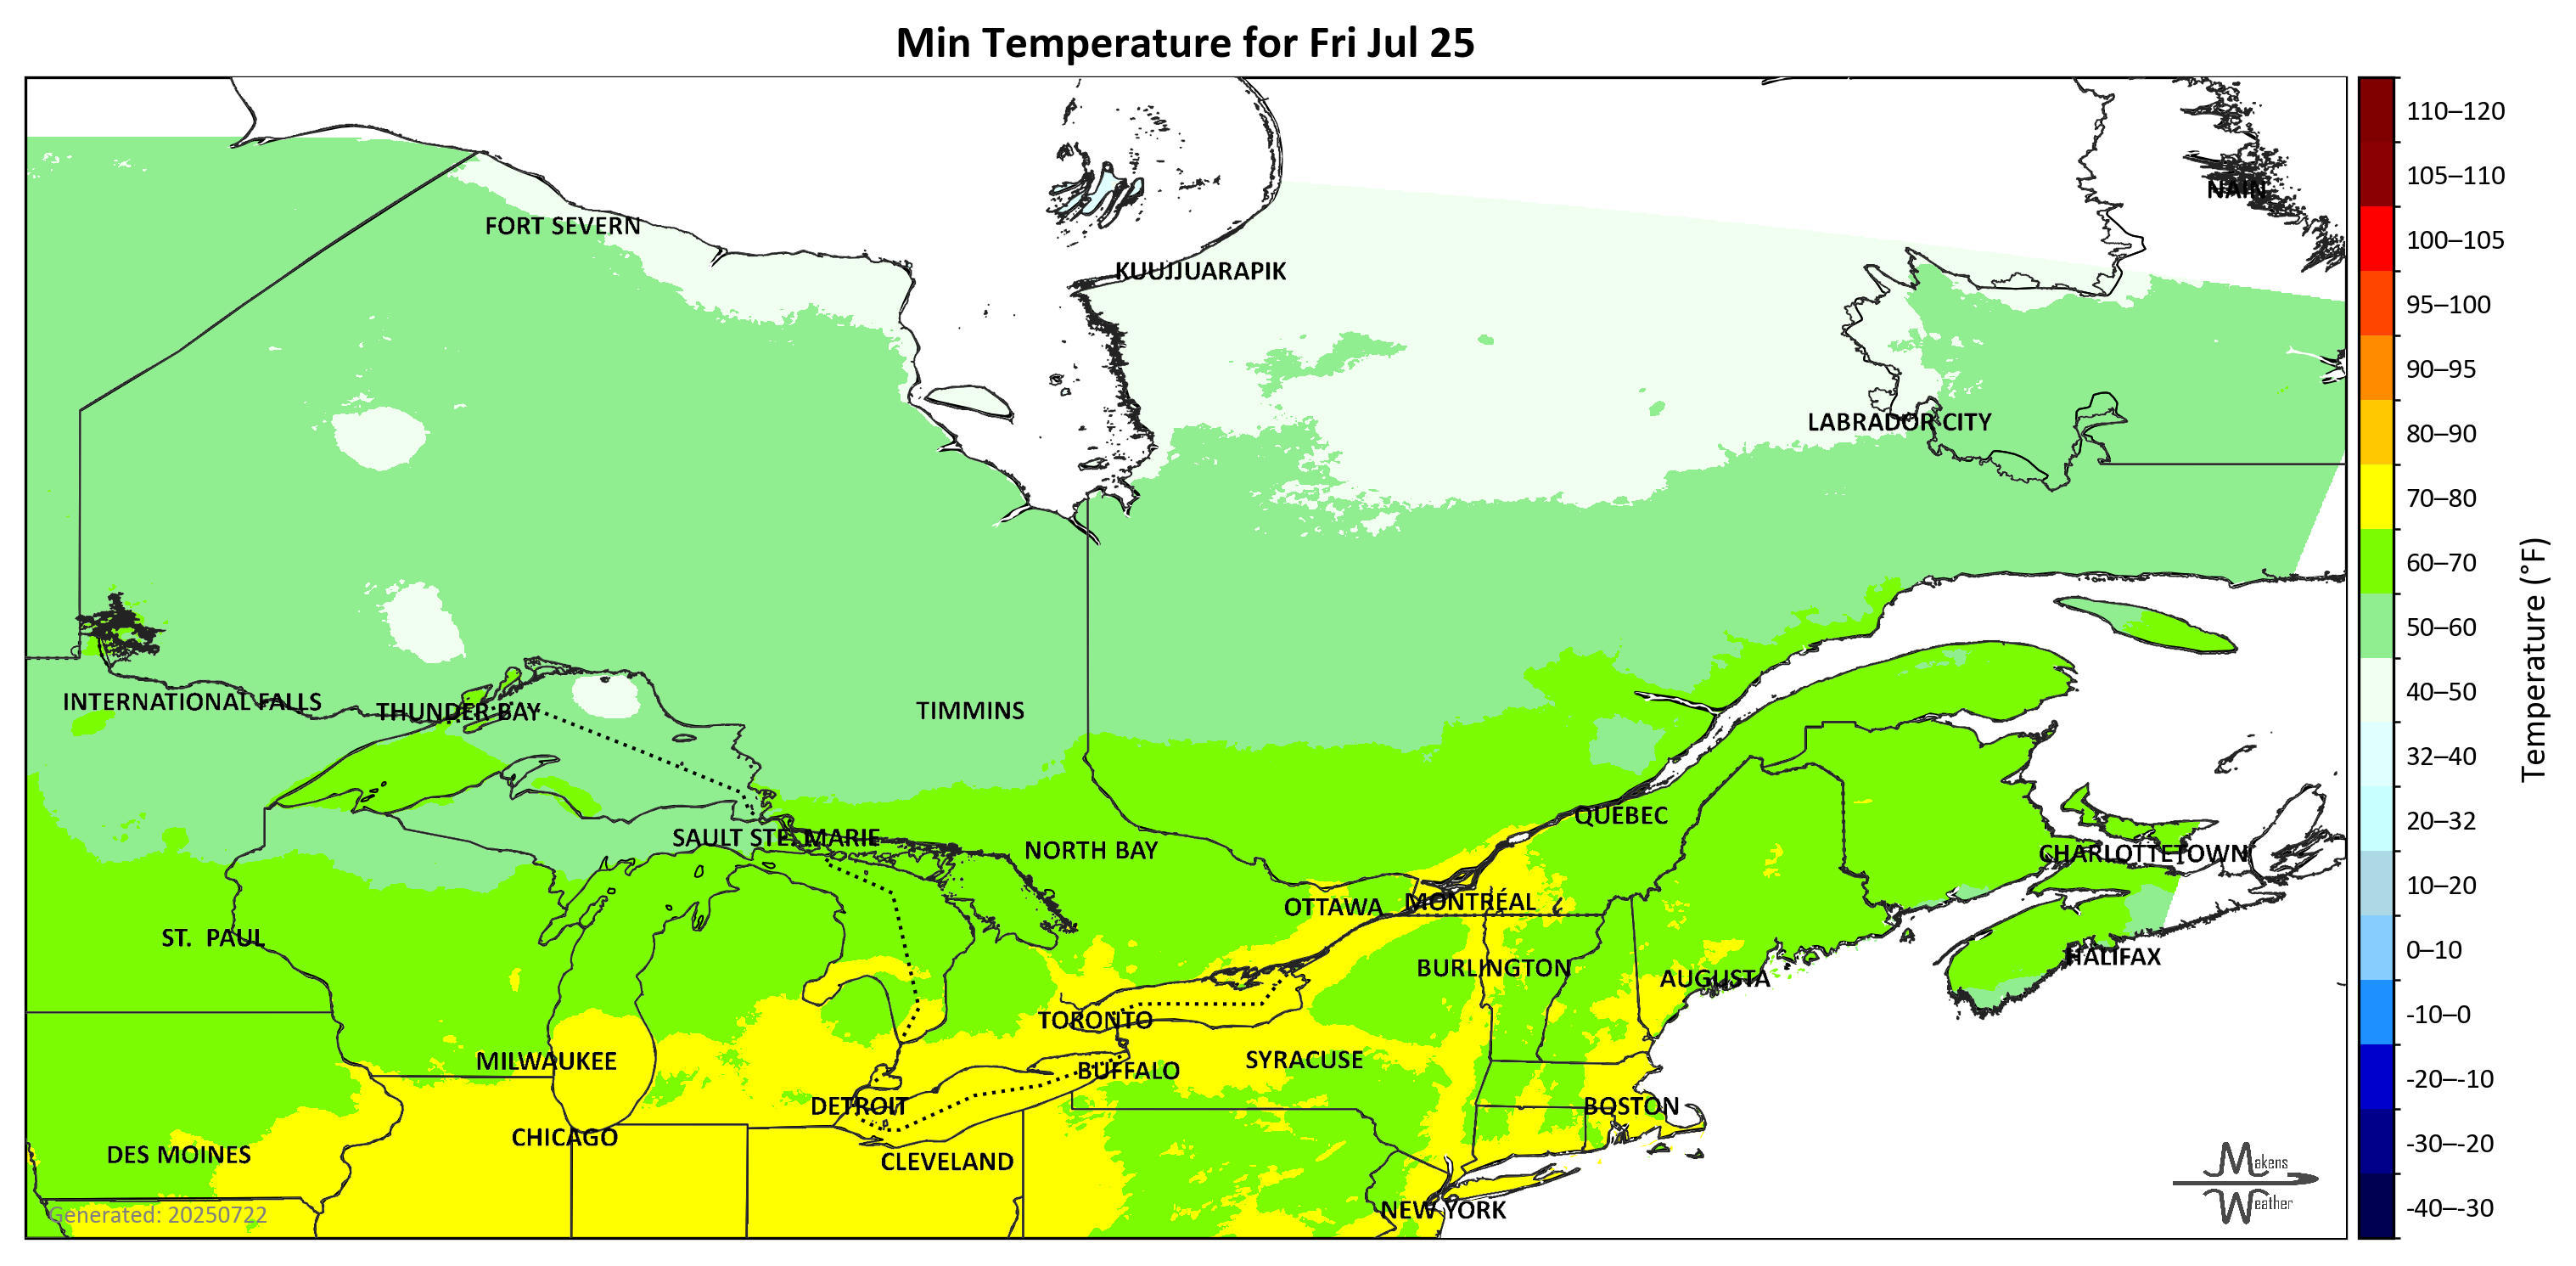 Min Temperature for Fri Jul 25
NAIN
FORT SEVERN
KUUJJUARAPIK
LABRADOR CITY
INTERNATIONAL FALLS
THUNDER BAY
TIMMINS
SAULT STE. MARIE
NORTH BAY
QUÉBEC
CHARLOTTETOWN
OTTAWA
MONTRÉAL
ST. PAUL
BURLINGTON
AUGUSTA
HALIFAX
TORONTO
MILWAUKEE
BUFFALO
SYRACUSE
DETROIT
BOSTON
CHICAGO
DES MOINES
CLEVELAND
NEW YORK
Generated: 20250722
Makens
Weather
110–120
105–110
100–105
95–100
90–95
80–90
70–80
60–70
50–60
40–50
32–40
20–32
10–20
0–10
-10–0
-20–-10
-30–-20
-40–-30
Temperature (°F)